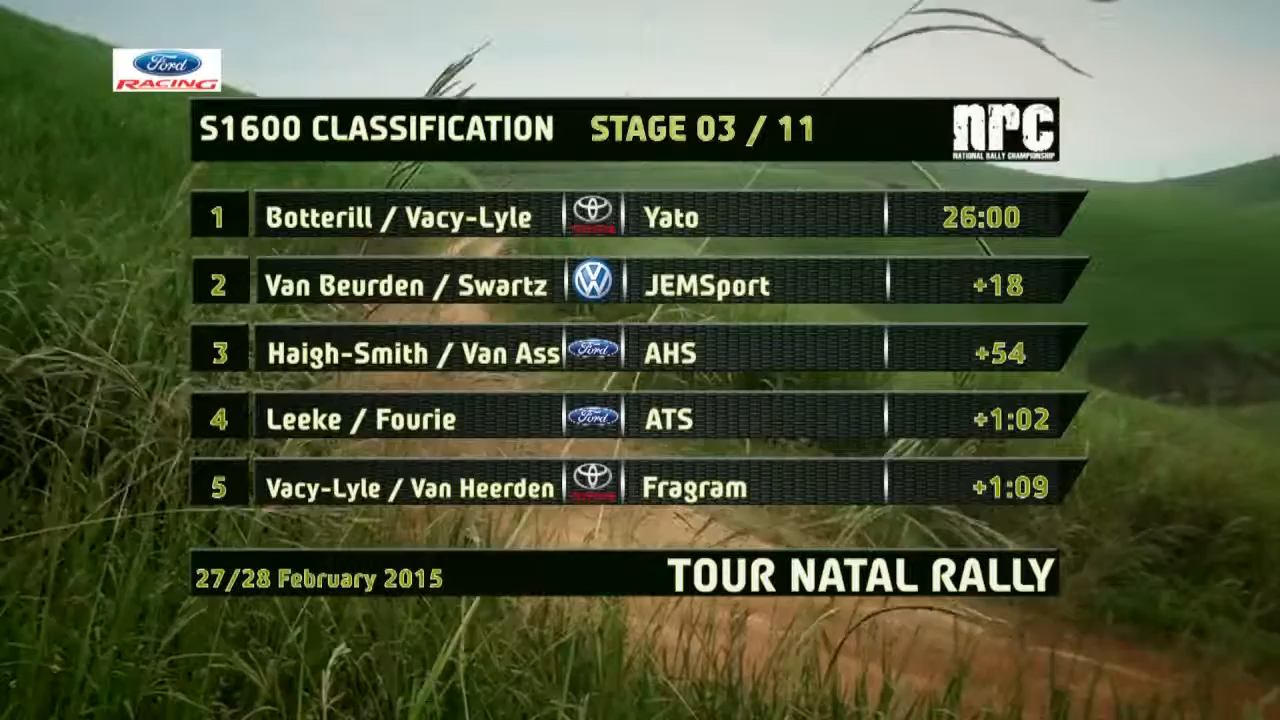 Ford
RACING
S1600 CLASSIFICATION STAGE 03 / 11 nrc
NATIONAL RALLY CHAMPIONSHIP
1 Botterill / Vacy-Lyle TOYOTA Yato 26:00
2 Van Beurden / Swartz JEMSport +18
3 Haigh-Smith / Van Ass Ford AHS +54
4 Leeke / Fourie Ford ATS +1:02
5 Vacy-Lyle / Van Heerden TOYOTA Fragram +1:09
27/28 February 2015 TOUR NATAL RALLY